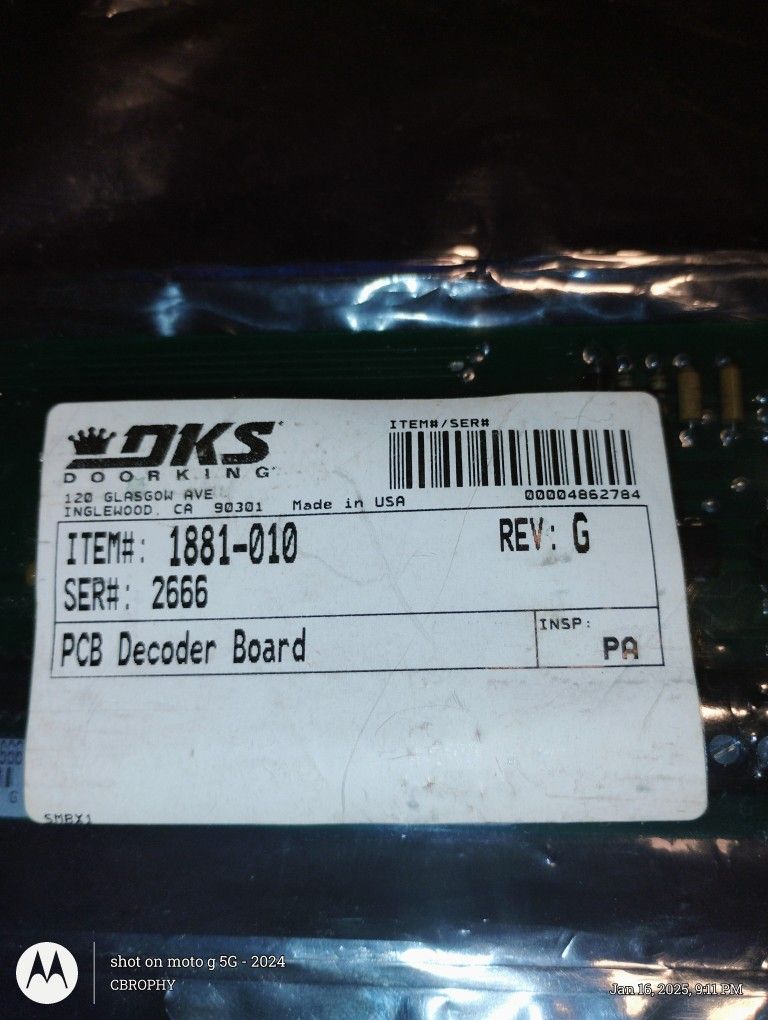 DKS
DOORKING
120 GLASGOW AVE
INGLEWOOD, CA 90301 Made in USA
ITEM#/SER#
00004862784
ITEM#: 1881-010 REV: G
SER#: 2666
PCB Decoder Board INSP: PA
SMBX1
G
shot on moto g 5G - 2024
CBROPHY
Jan 16, 2025, 9:11 PM